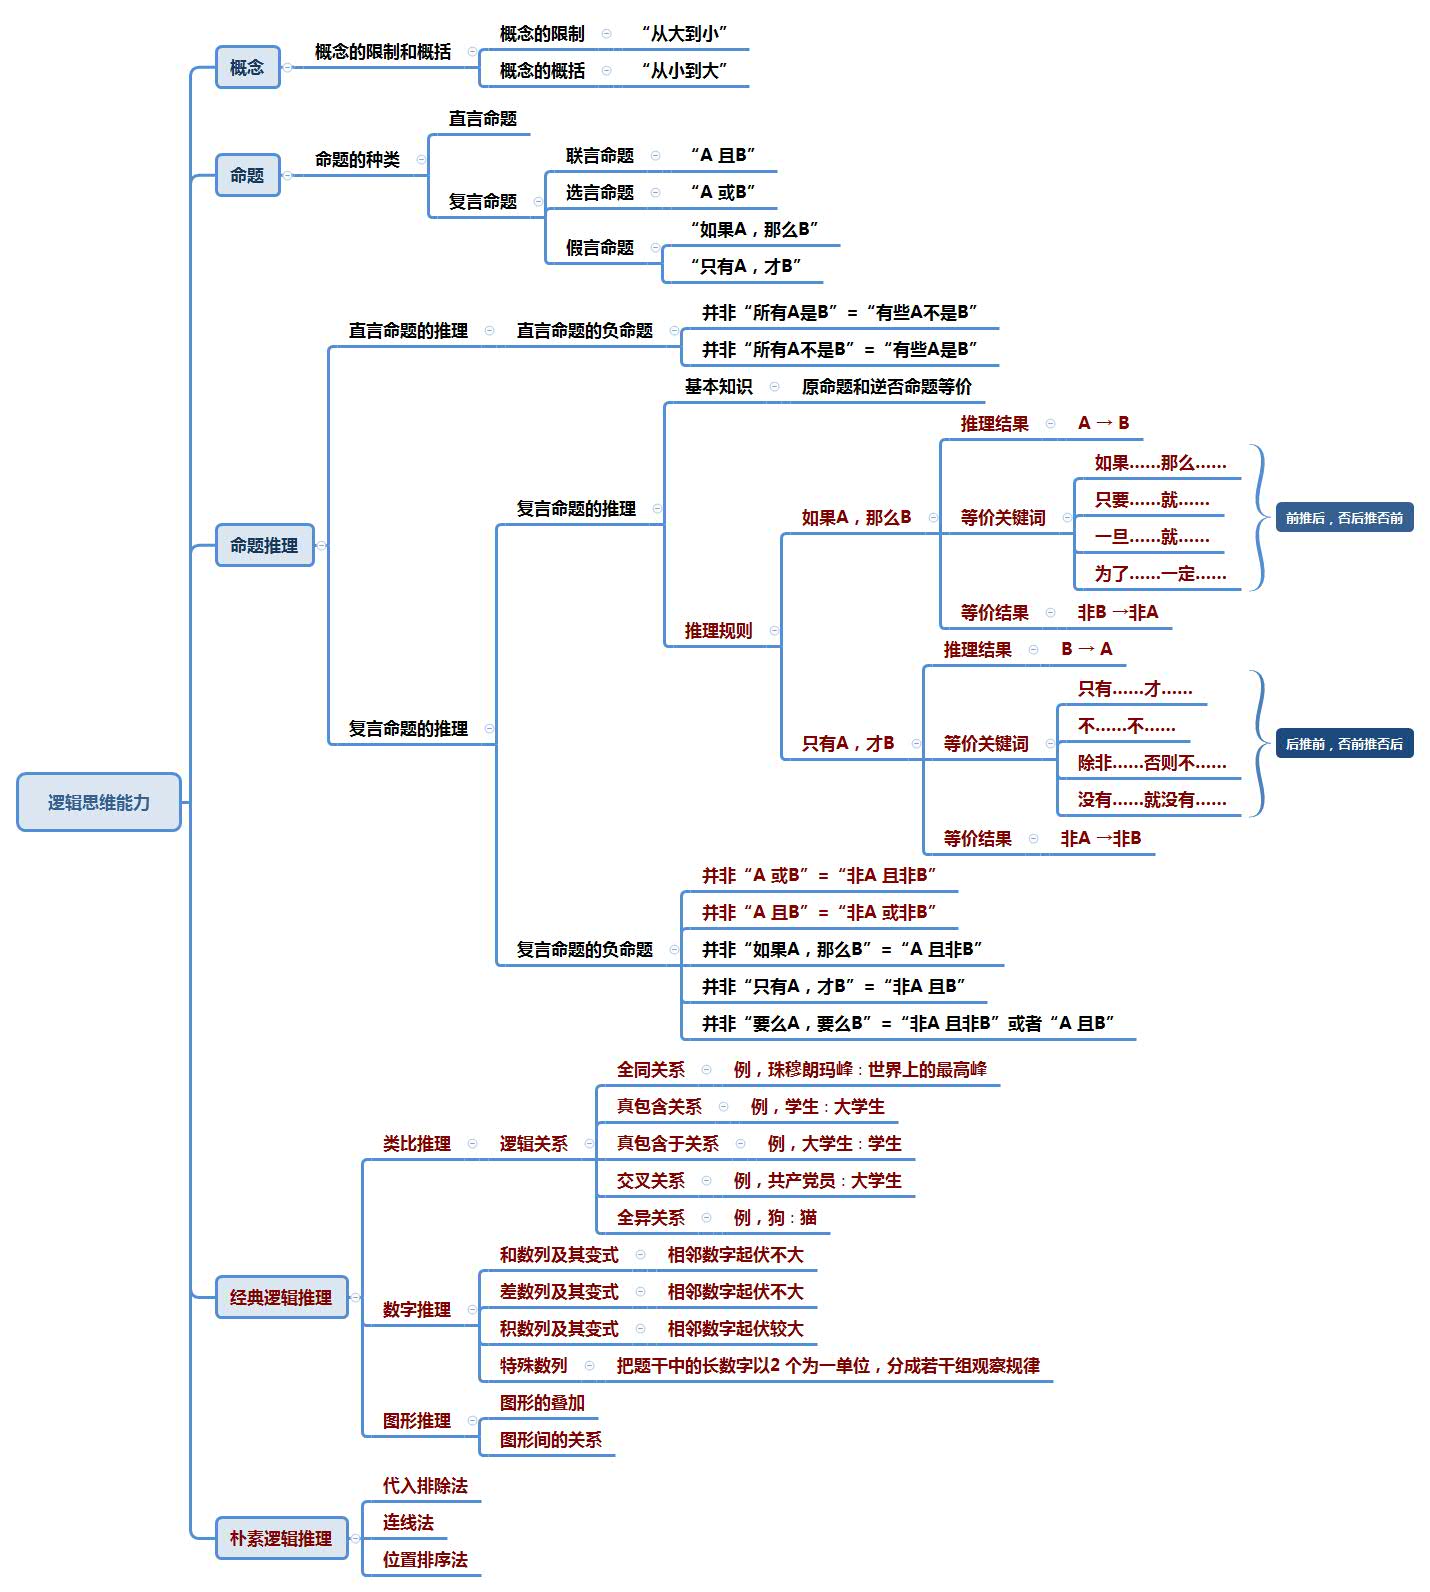 概念
概念的限制和概括
概念的限制
“从大到小”
概念的概括
“从小到大”
命题
命题的种类
直言命题
复言命题
联言命题
“A 且B”
选言命题
“A 或B”
假言命题
“如果A，那么B”
“只有A，才B”
逻辑思维能力
命题推理
直言命题的推理
直言命题的负命题
并非“所有A是B”=“有些A不是B”
并非“所有A不是B”=“有些A是B”
复言命题的推理
复言命题的推理
基本知识
原命题和逆否命题等价
推理规则
如果A，那么B
推理结果
A → B
等价关键词
如果......那么......
只要......就......
一旦......就......
为了......一定......
前推后，否后推否前
等价结果
非B →非A
只有A，才B
推理结果
B → A
等价关键词
只有......才......
不......不......
除非......否则不......
没有......就没有......
后推前，否前推否后
等价结果
非A →非B
复言命题的负命题
并非“A 或B”=“非A 且非B”
并非“A 且B”=“非A 或非B”
并非“如果A，那么B”=“A 且非B”
并非“只有A，才B”=“非A 且B”
并非“要么A，要么B”=“非A 且非B”或者“A 且B”
经典逻辑推理
类比推理
逻辑关系
全同关系
例，珠穆朗玛峰：世界上的最高峰
真包含关系
例，学生：大学生
真包含于关系
例，大学生：学生
交叉关系
例，共产党员：大学生
全异关系
例，狗：猫
数字推理
和数列及其变式
相邻数字起伏不大
差数列及其变式
相邻数字起伏不大
积数列及其变式
相邻数字起伏较大
特殊数列
把题干中的长数字以2 个为一单位，分成若干组观察规律
图形推理
图形的叠加
图形间的关系
朴素逻辑推理
代入排除法
连线法
位置排序法